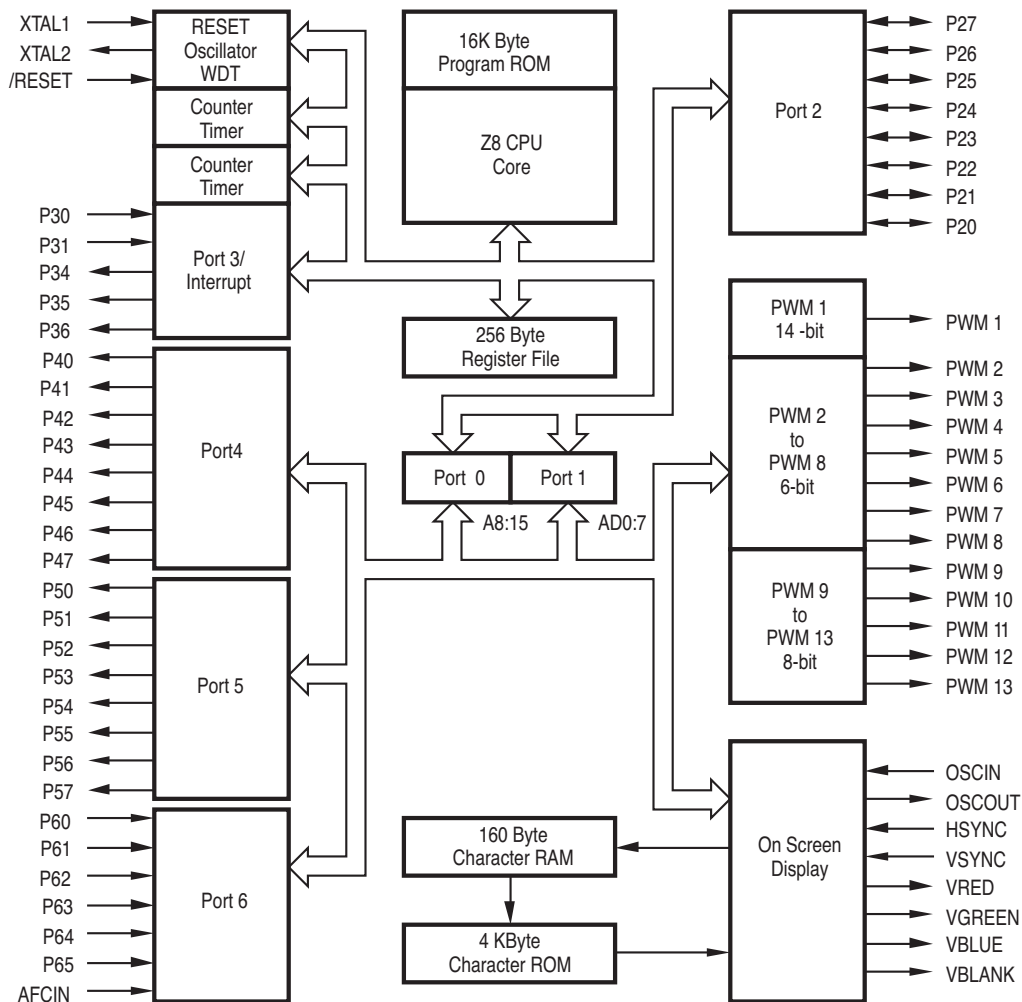 XTAL1
XTAL2
/RESET
RESET
Oscillator
WDT
Counter
Timer
Counter
Timer
P30
P31
P34
P35
P36
Port 3/
Interrupt
P40
P41
P42
P43
P44
P45
P46
P47
Port4
P50
P51
P52
P53
P54
P55
P56
P57
Port 5
P60
P61
P62
P63
P64
P65
AFCIN
Port 6
16K Byte
Program ROM
Z8 CPU
Core
256 Byte
Register File
Port 0
Port 1
A8:15
AD0:7
160 Byte
Character RAM
4 KByte
Character ROM
Port 2
P27
P26
P25
P24
P23
P22
P21
P20
PWM 1
14 -bit
PWM 1
PWM 2
to
PWM 8
6-bit
PWM 2
PWM 3
PWM 4
PWM 5
PWM 6
PWM 7
PWM 8
PWM 9
to
PWM 13
8-bit
PWM 9
PWM 10
PWM 11
PWM 12
PWM 13
On Screen
Display
OSCIN
OSCOUT
HSYNC
VSYNC
VRED
VGREEN
VBLUE
VBLANK